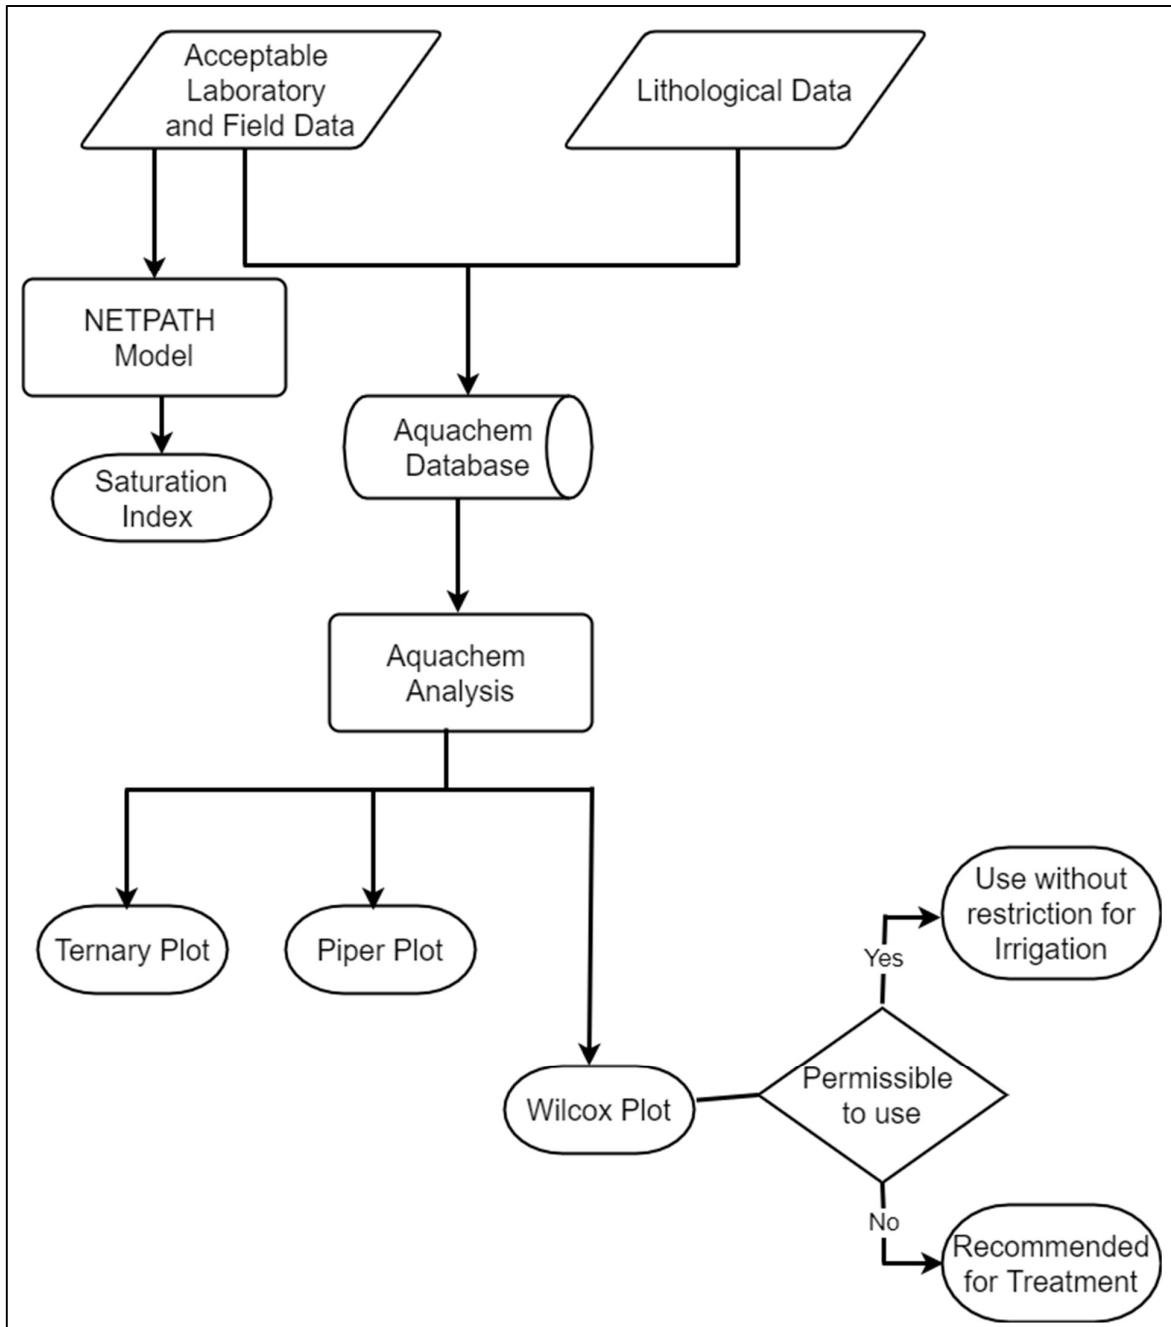 Acceptable
Laboratory
and Field Data
Lithological Data
NETPATH
Model
Saturation
Index
Aquachem
Database
Aquachem
Analysis
Ternary Plot
Piper Plot
Wilcox Plot
Permissible
to use
Yes
Use without
restriction for
Irrigation
No
Recommended
for Treatment